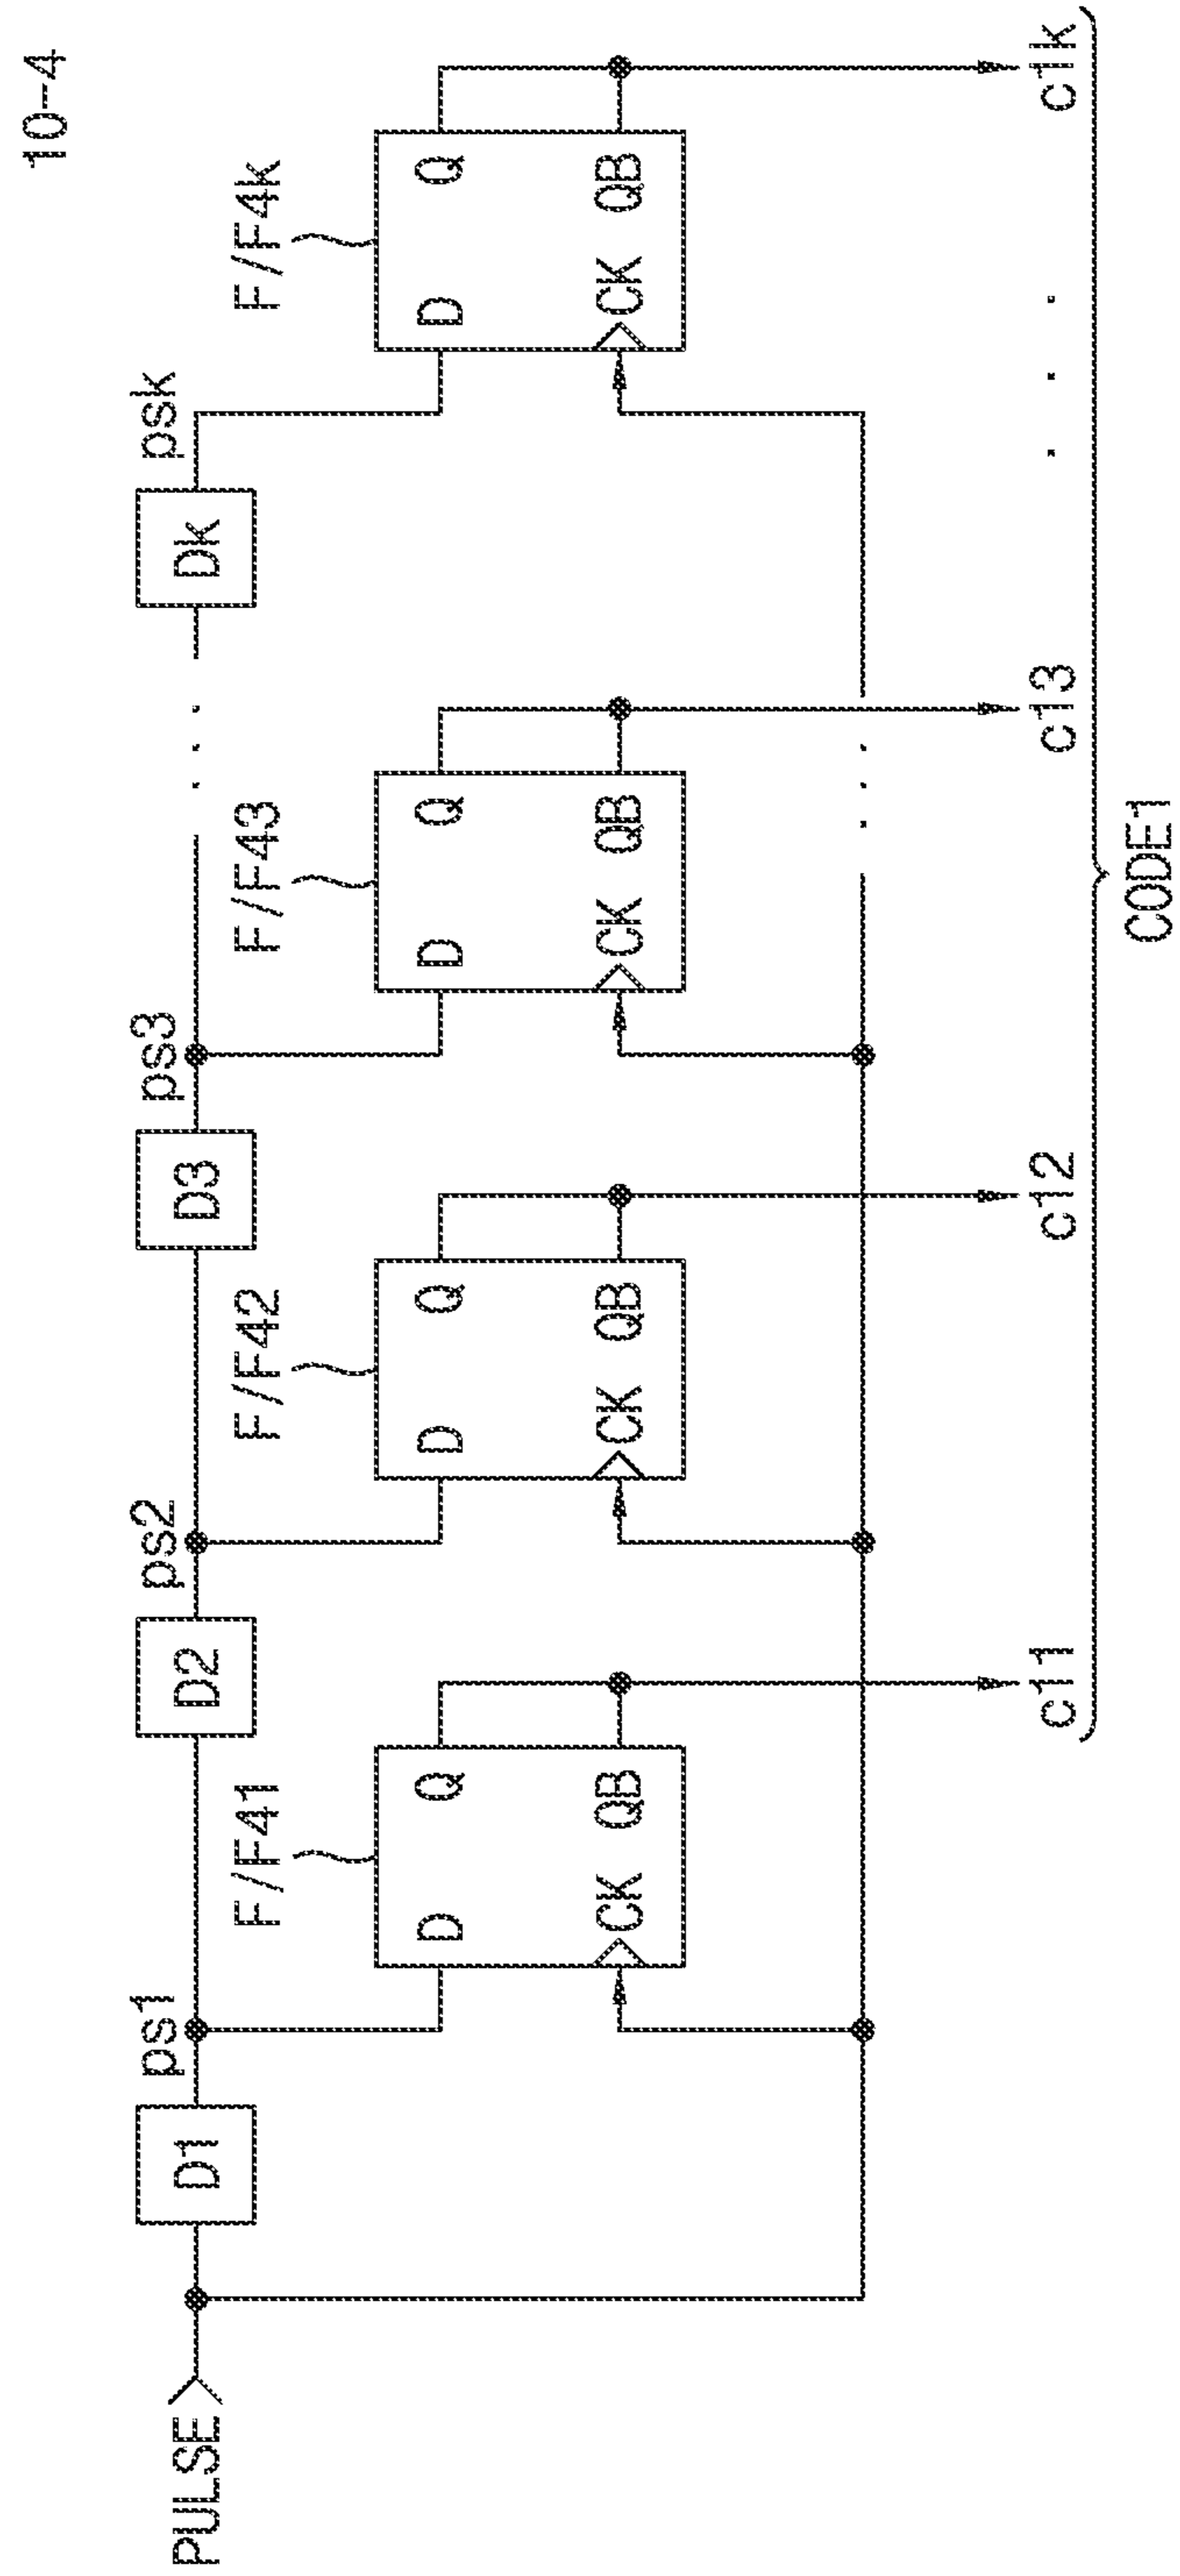 10-4
PULSE
D1
ps1
D2
ps2
D3
ps3
Dk
psk
F/F41
D
Q
CK
QB
F/F42
D
Q
CK
QB
F/F43
D
Q
CK
QB
F/F4k
D
Q
CK
QB
. . .
c11
c12
c13
. . .
c1k
CODE1